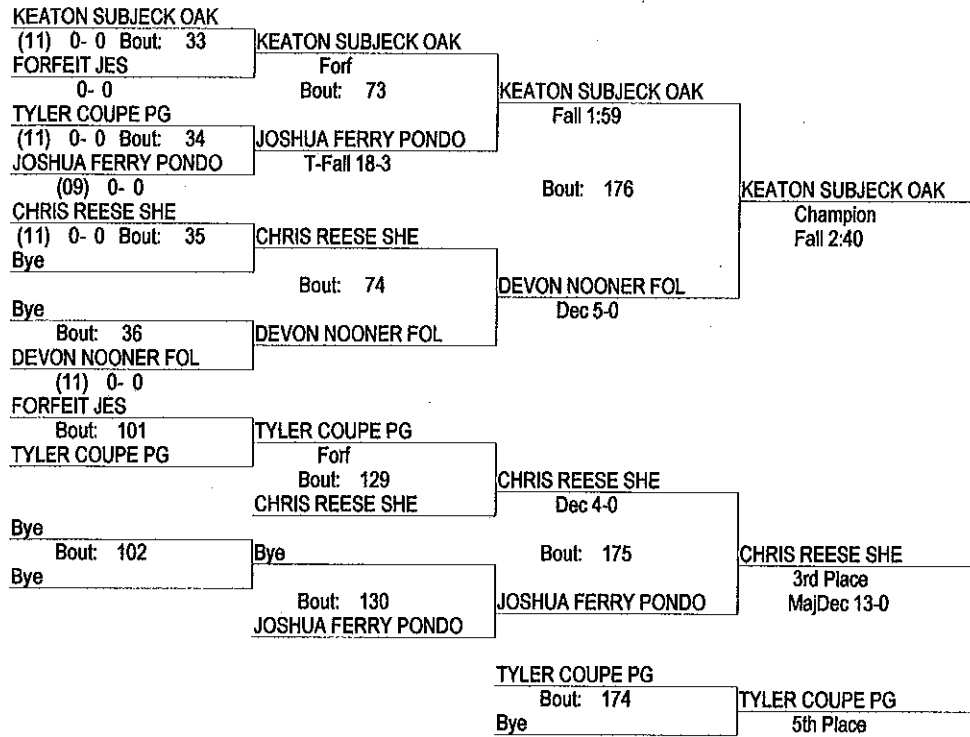 KEATON SUBJECK OAK
(11) 0- 0 Bout: 33
FORFEIT JES
0- 0
TYLER COUPE PG
(11) 0- 0 Bout: 34
JOSHUA FERRY PONDO
(09) 0- 0
CHRIS REESE SHE
(11) 0- 0 Bout: 35
Bye
Bye
Bout: 36
DEVON NOONER FOL
(11) 0- 0
FORFEIT JES
Bout: 101
TYLER COUPE PG
Bye
Bout: 102
Bye
KEATON SUBJECK OAK
Forf
Bout: 73
JOSHUA FERRY PONDO
T-Fall 18-3
CHRIS REESE SHE
Bout: 74
DEVON NOONER FOL
TYLER COUPE PG
Forf
Bout: 129
CHRIS REESE SHE
Bye
Bout: 130
JOSHUA FERRY PONDO
KEATON SUBJECK OAK
Fall 1:59
Bout: 176
DEVON NOONER FOL
Dec 5-0
CHRIS REESE SHE
Dec 4-0
Bout: 175
JOSHUA FERRY PONDO
TYLER COUPE PG
Bout: 174
Bye
KEATON SUBJECK OAK
Champion
Fall 2:40
CHRIS REESE SHE
3rd Place
MajDec 13-0
TYLER COUPE PG
5th Place